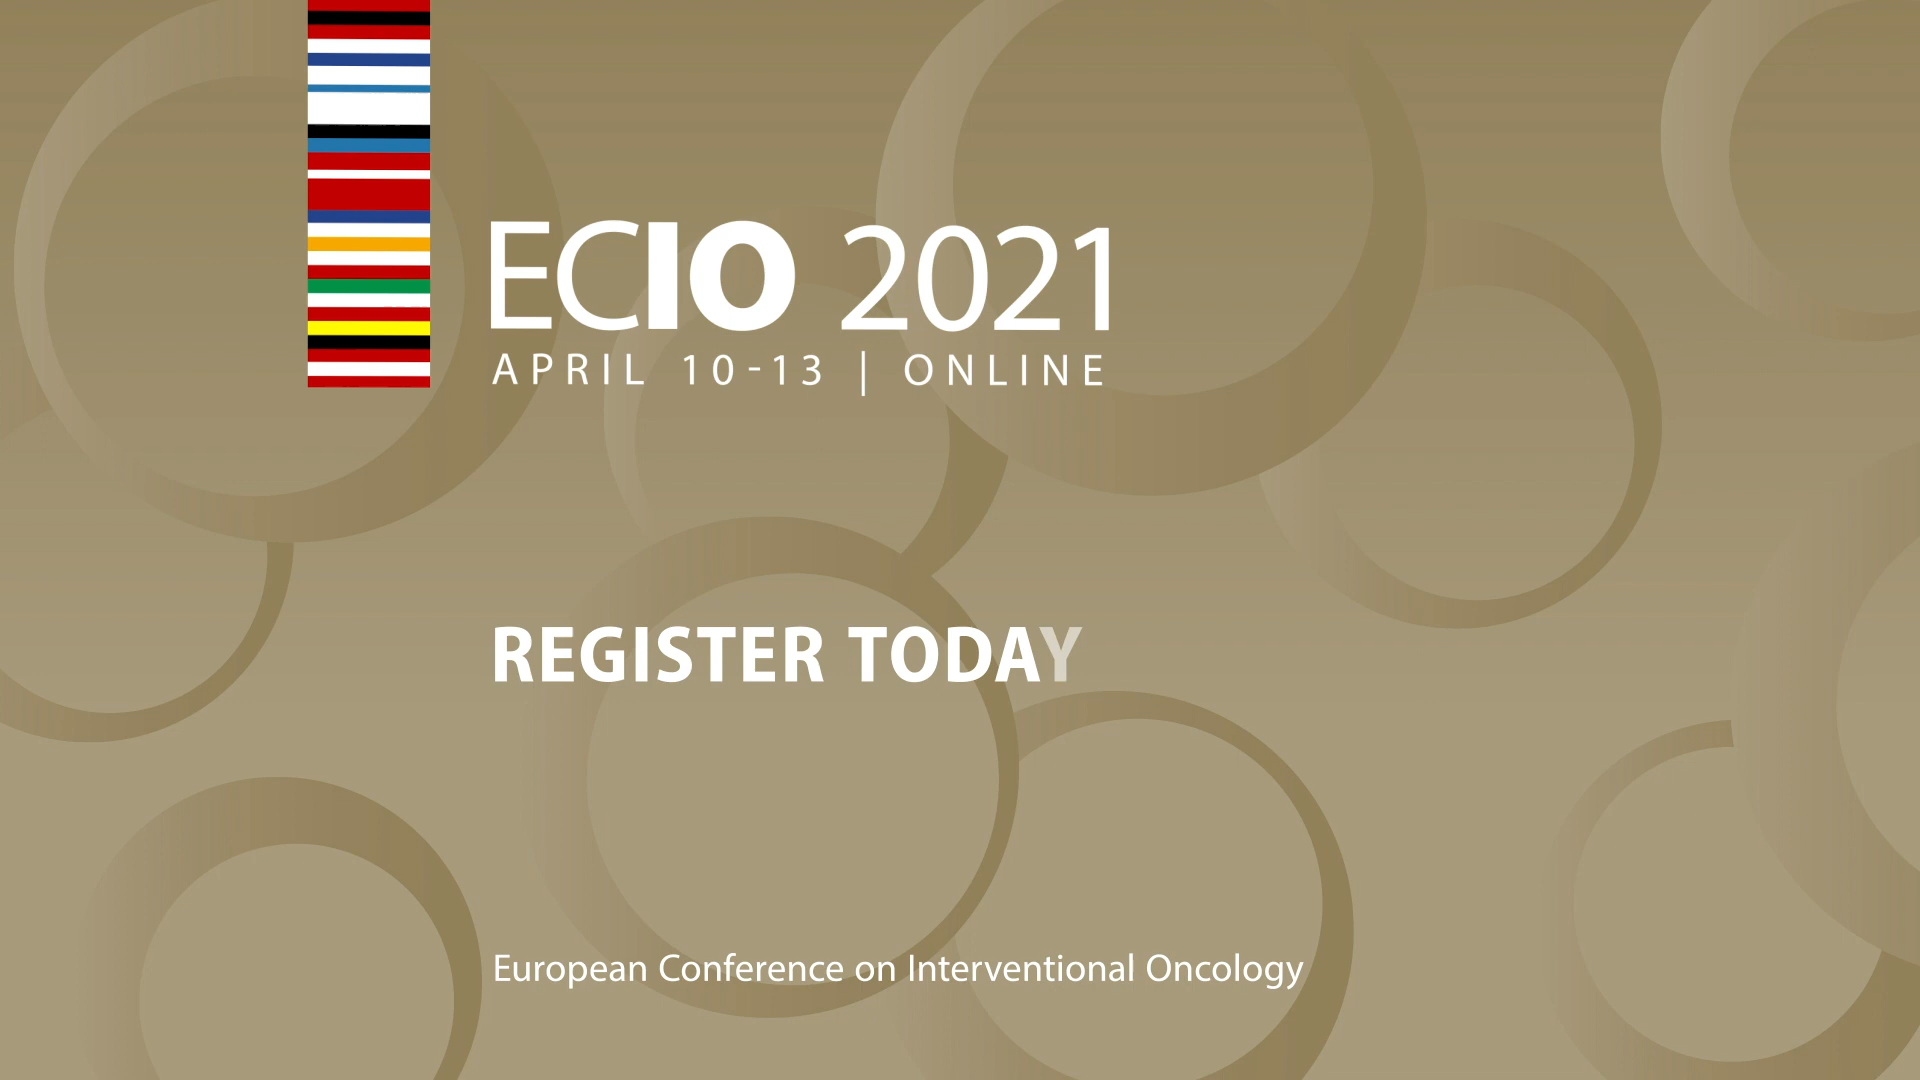 ECIO 2021
APRIL 10-13 | ONLINE
REGISTER TODAY
European Conference on Interventional Oncology